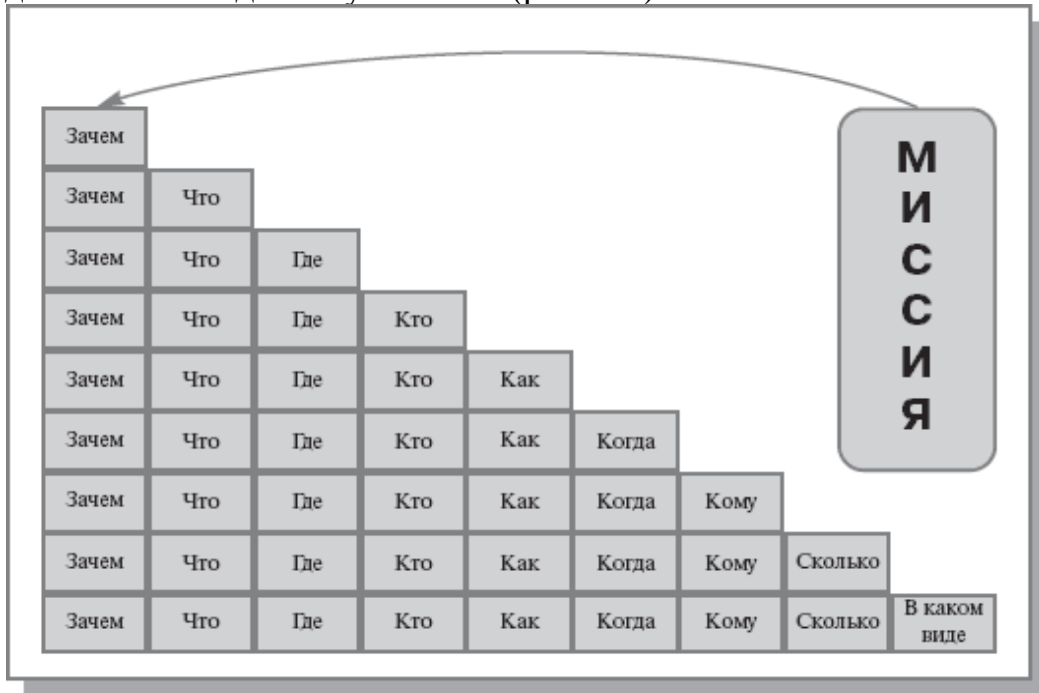 Зачем
Зачем Что
Зачем Что Где
Зачем Что Где Кто
Зачем Что Где Кто Как
Зачем Что Где Кто Как Когда
Зачем Что Где Кто Как Когда Кому
Зачем Что Где Кто Как Когда Кому Сколько
Зачем Что Где Кто Как Когда Кому Сколько В каком
виде
М
И
С
С
И
Я